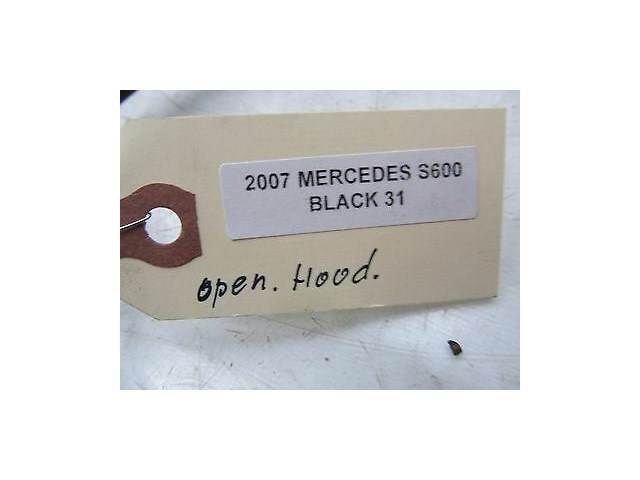 2007 MERCEDES S600
BLACK 31
open. Hood.